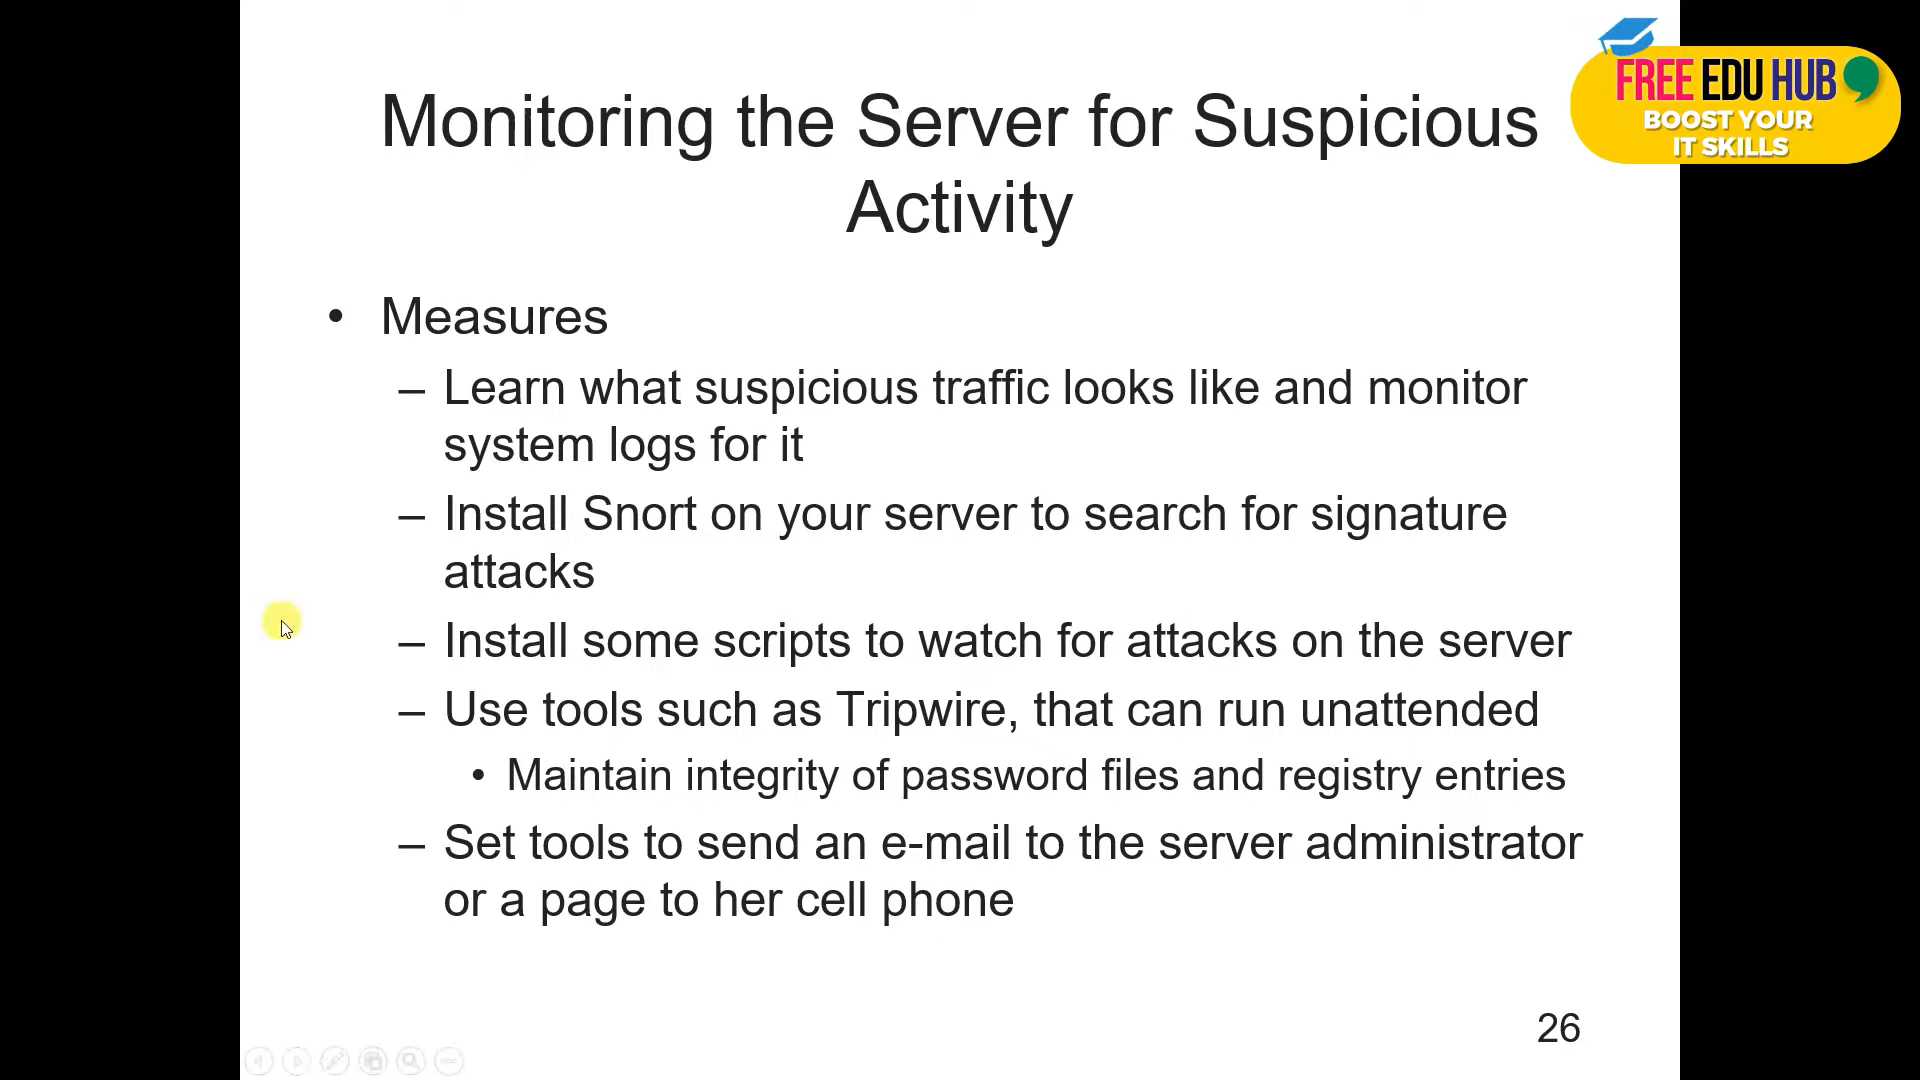 FREE EDU HUB
BOOST YOUR
IT SKILLS
Monitoring the Server for Suspicious
Activity
• Measures
– Learn what suspicious traffic looks like and monitor
system logs for it
– Install Snort on your server to search for signature
attacks
– Install some scripts to watch for attacks on the server
– Use tools such as Tripwire, that can run unattended
• Maintain integrity of password files and registry entries
– Set tools to send an e-mail to the server administrator
or a page to her cell phone
26